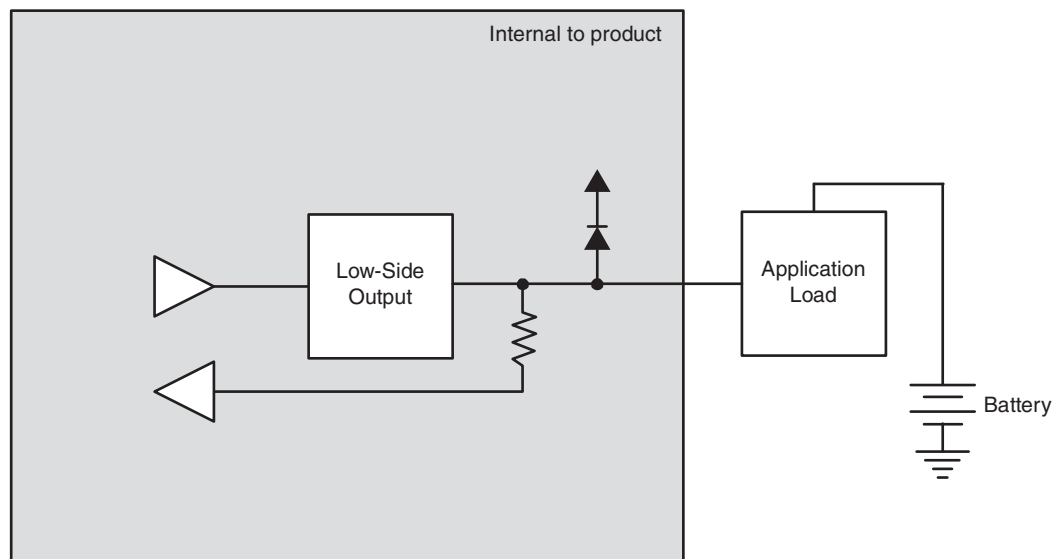 Internal to product
Low-Side
Output
Application
Load
Battery